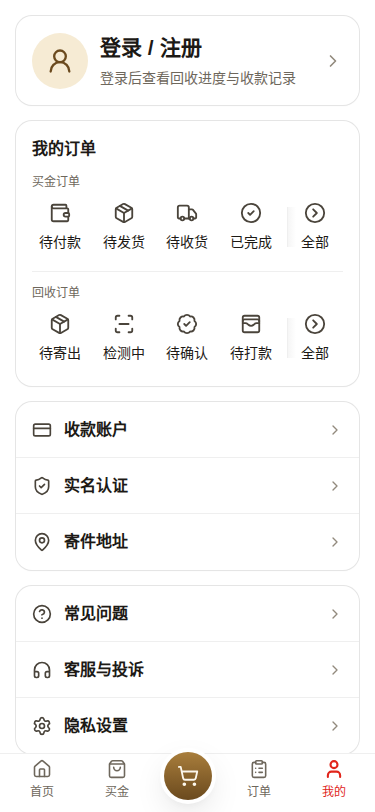 登录 / 注册
登录后查看回收进度与收款记录
我的订单
买金订单
待付款 待发货 待收货 已完成 全部
回收订单
待寄出 检测中 待确认 待打款 全部
收款账户
实名认证
寄件地址
常见问题
客服与投诉
隐私设置
首页 买金 订单 我的